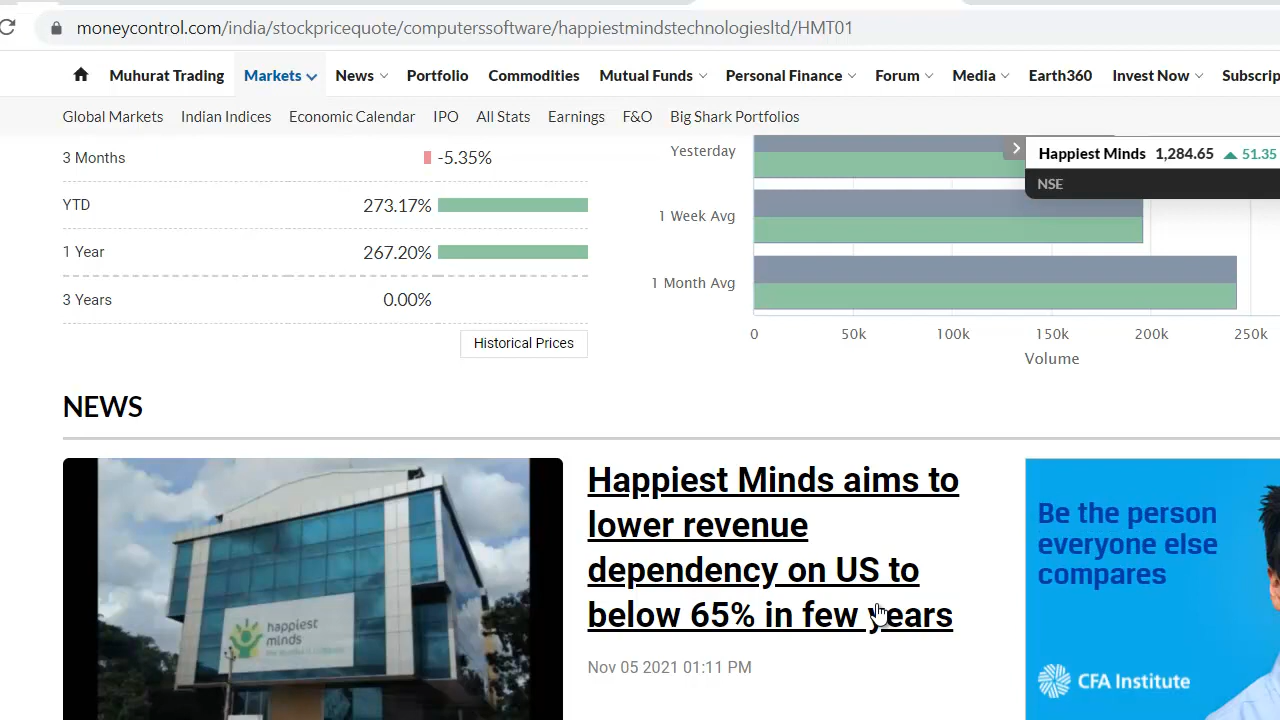 moneycontrol.com/india/stockpricequote/computerssoftware/happiestmindstechnologiesltd/HMT01
Muhurat Trading Markets News Portfolio Commodities Mutual Funds Personal Finance Forum Media Earth360 Invest Now Subscrip
Global Markets Indian Indices Economic Calendar IPO All Stats Earnings F&O Big Shark Portfolios
3 Months -5.35%
YTD 273.17%
1 Year 267.20%
3 Years 0.00%
Historical Prices
Yesterday
1 Week Avg
1 Month Avg
0 50k 100k 150k 200k 250k
Volume
Happiest Minds 1,284.65 ▲ 51.35
NSE
NEWS
happiest
minds
Happiest Minds aims to
lower revenue
dependency on US to
below 65% in few years
Nov 05 2021 01:11 PM
Be the person
everyone else
compares
CFA Institute